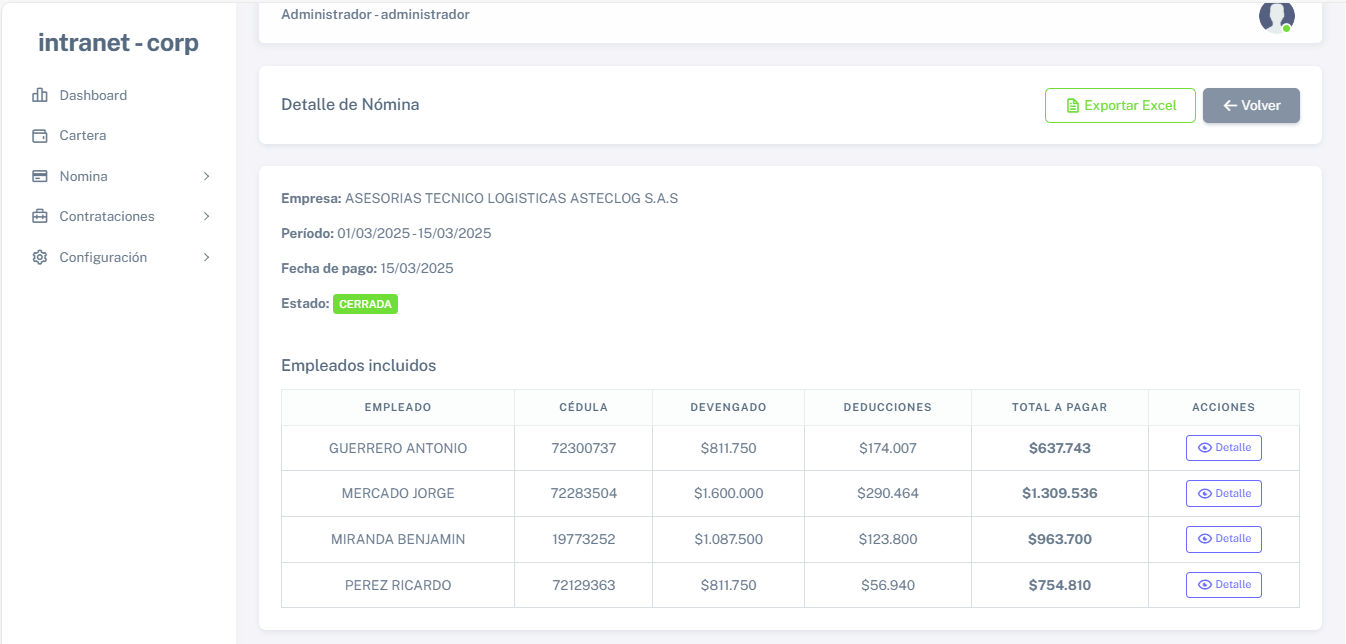 Administrador - administrador
intranet - corp
Dashboard
Cartera
Nomina
Contrataciones
Configuración
Detalle de Nómina
Exportar Excel
Volver
Empresa: ASESORIAS TECNICO LOGISTICAS ASTECLOG S.A.S
Período: 01/03/2025 - 15/03/2025
Fecha de pago: 15/03/2025
Estado: CERRADA
Empleados incluidos
EMPLEADO CÉDULA DEVENGADO DEDUCCIONES TOTAL A PAGAR ACCIONES
GUERRERO ANTONIO 72300737 $811.750 $174.007 $637.743 Detalle
MERCADO JORGE 72283504 $1.600.000 $290.464 $1.309.536 Detalle
MIRANDA BENJAMIN 19773252 $1.087.500 $123.800 $963.700 Detalle
PEREZ RICARDO 72129363 $811.750 $56.940 $754.810 Detalle